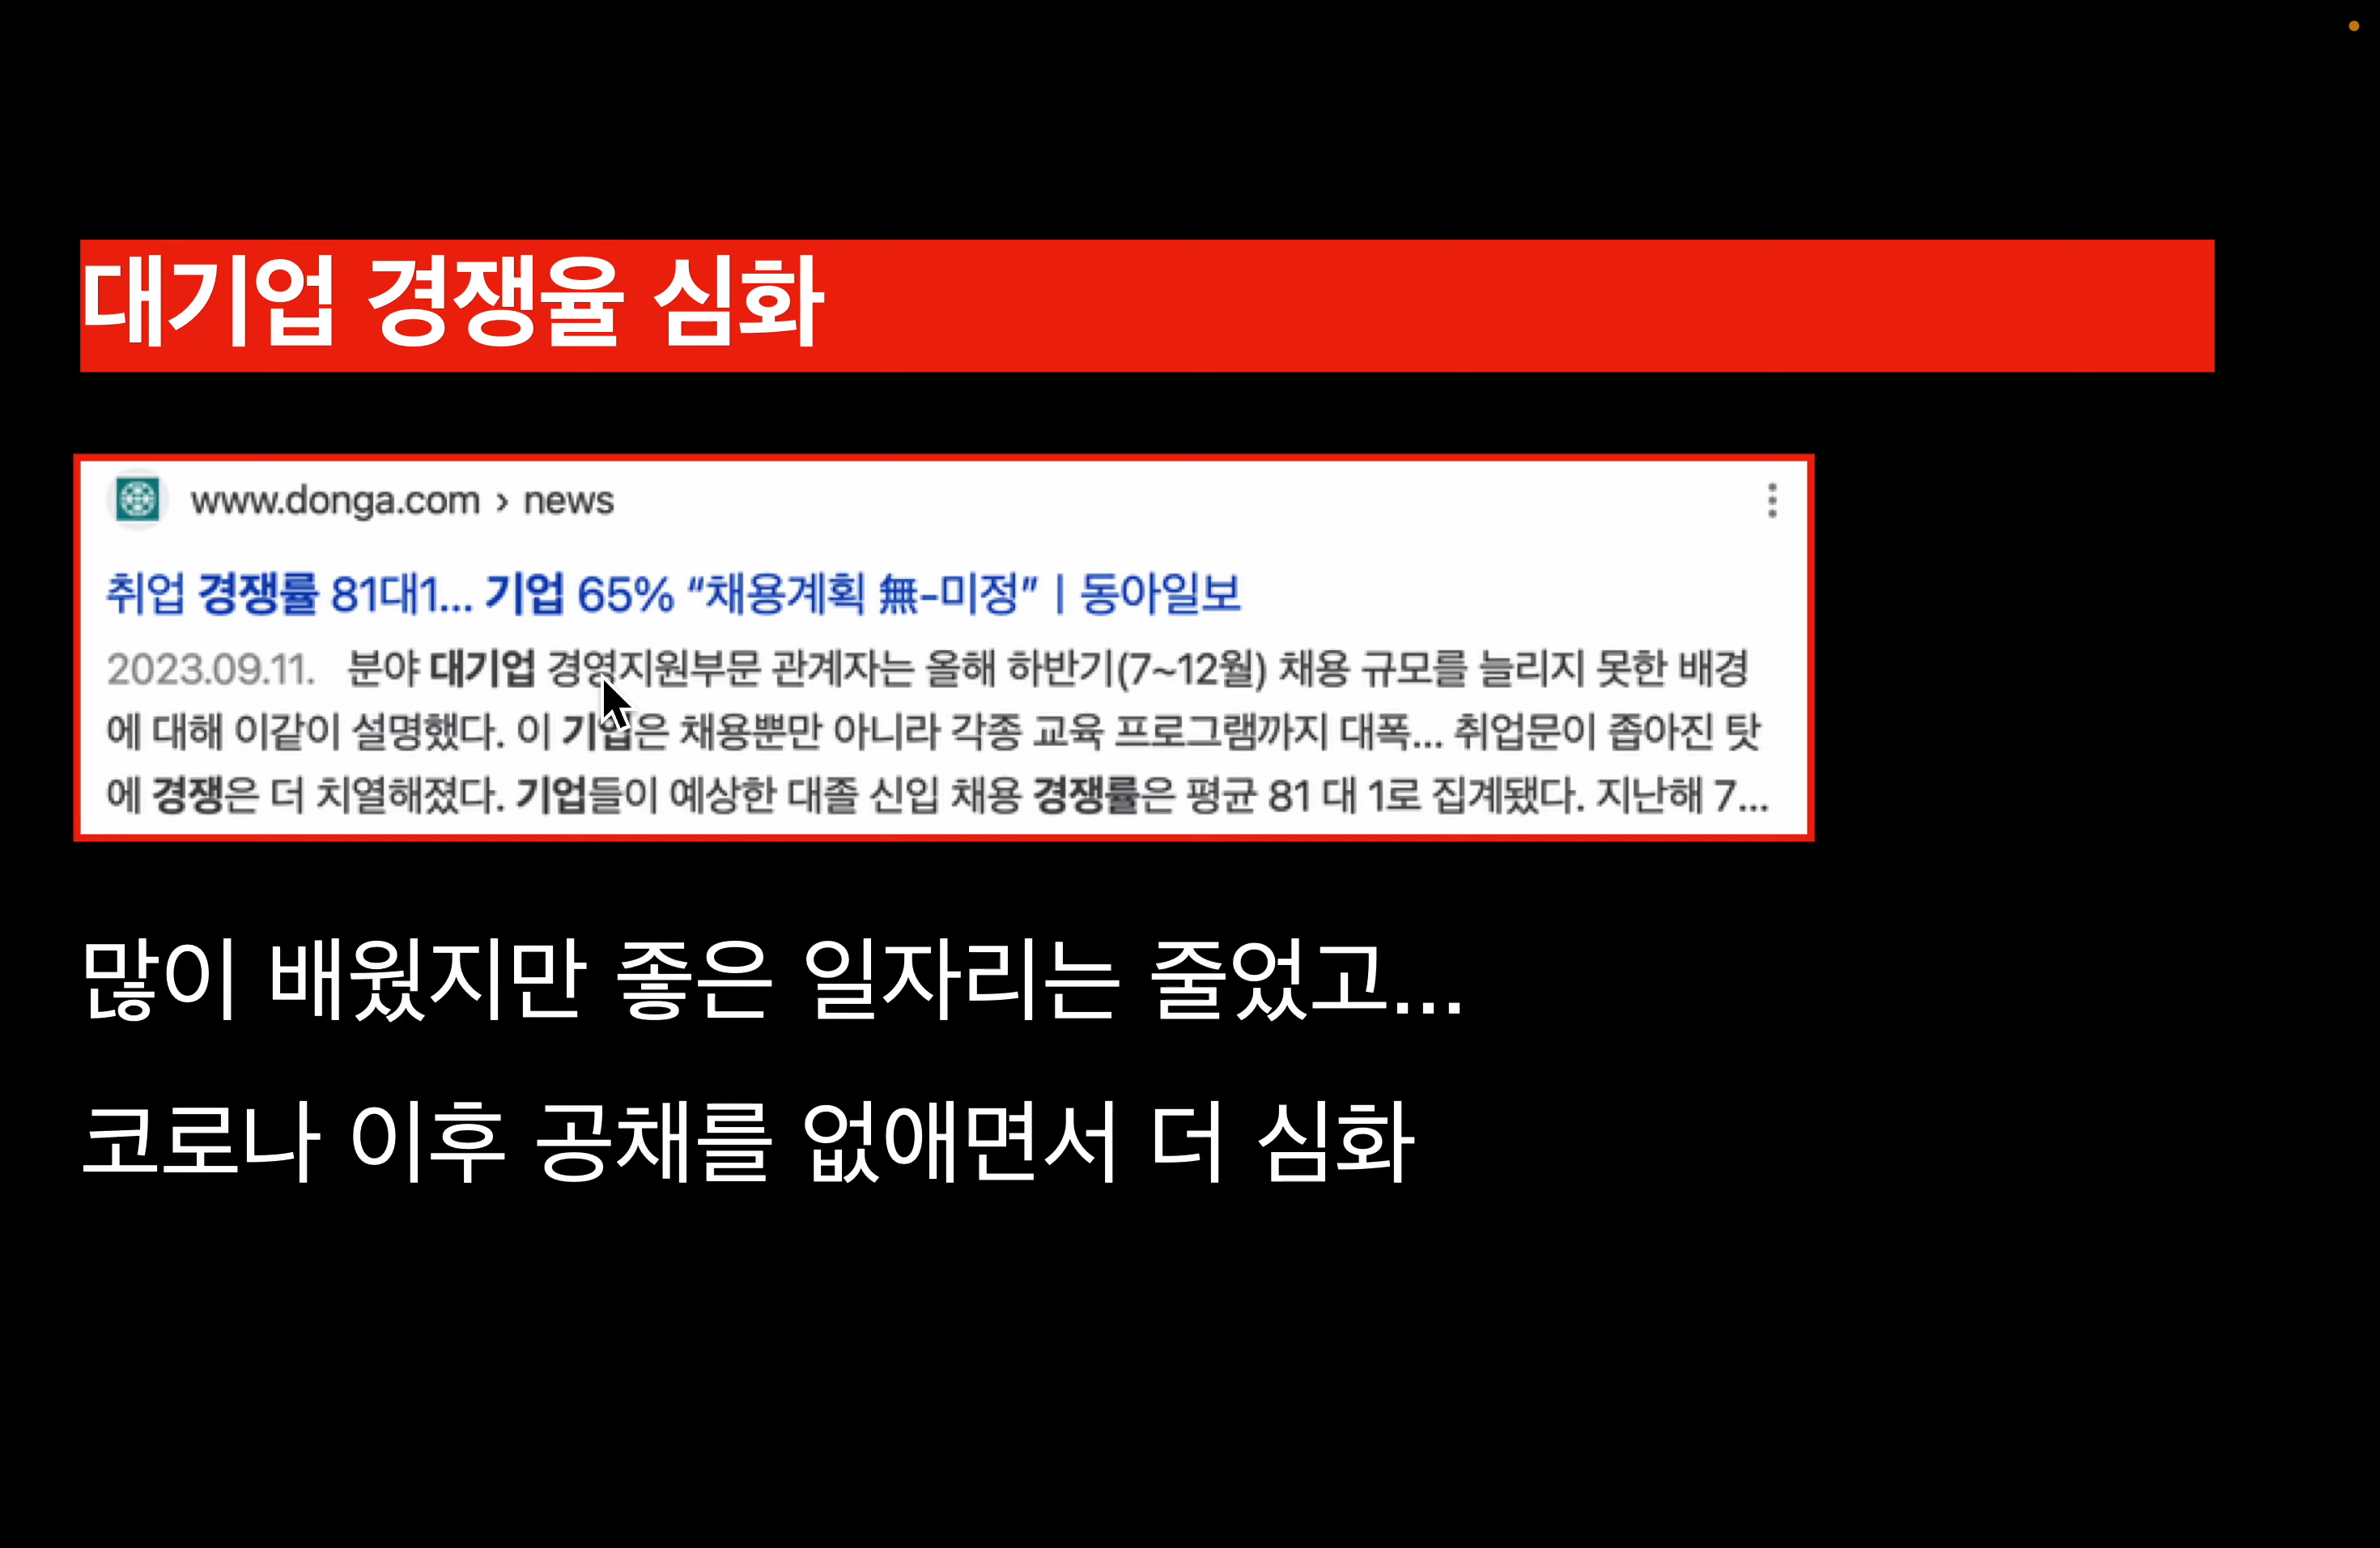 대기업 경쟁율 심화
www.donga.com › news
취업 경쟁률 81대1... 기업 65% “채용계획 無-미정” | 동아일보
2023.09.11. 분야 대기업 경영지원부문 관계자는 올해 하반기(7~12월) 채용 규모를 늘리지 못한 배경
에 대해 이같이 설명했다. 이 기업은 채용뿐만 아니라 각종 교육 프로그램까지 대폭... 취업문이 좁아진 탓
에 경쟁은 더 치열해졌다. 기업들이 예상한 대졸 신입 채용 경쟁률은 평균 81 대 1로 집계됐다. 지난해 7...
많이 배웠지만 좋은 일자리는 줄었고...
코로나 이후 공채를 없애면서 더 심화